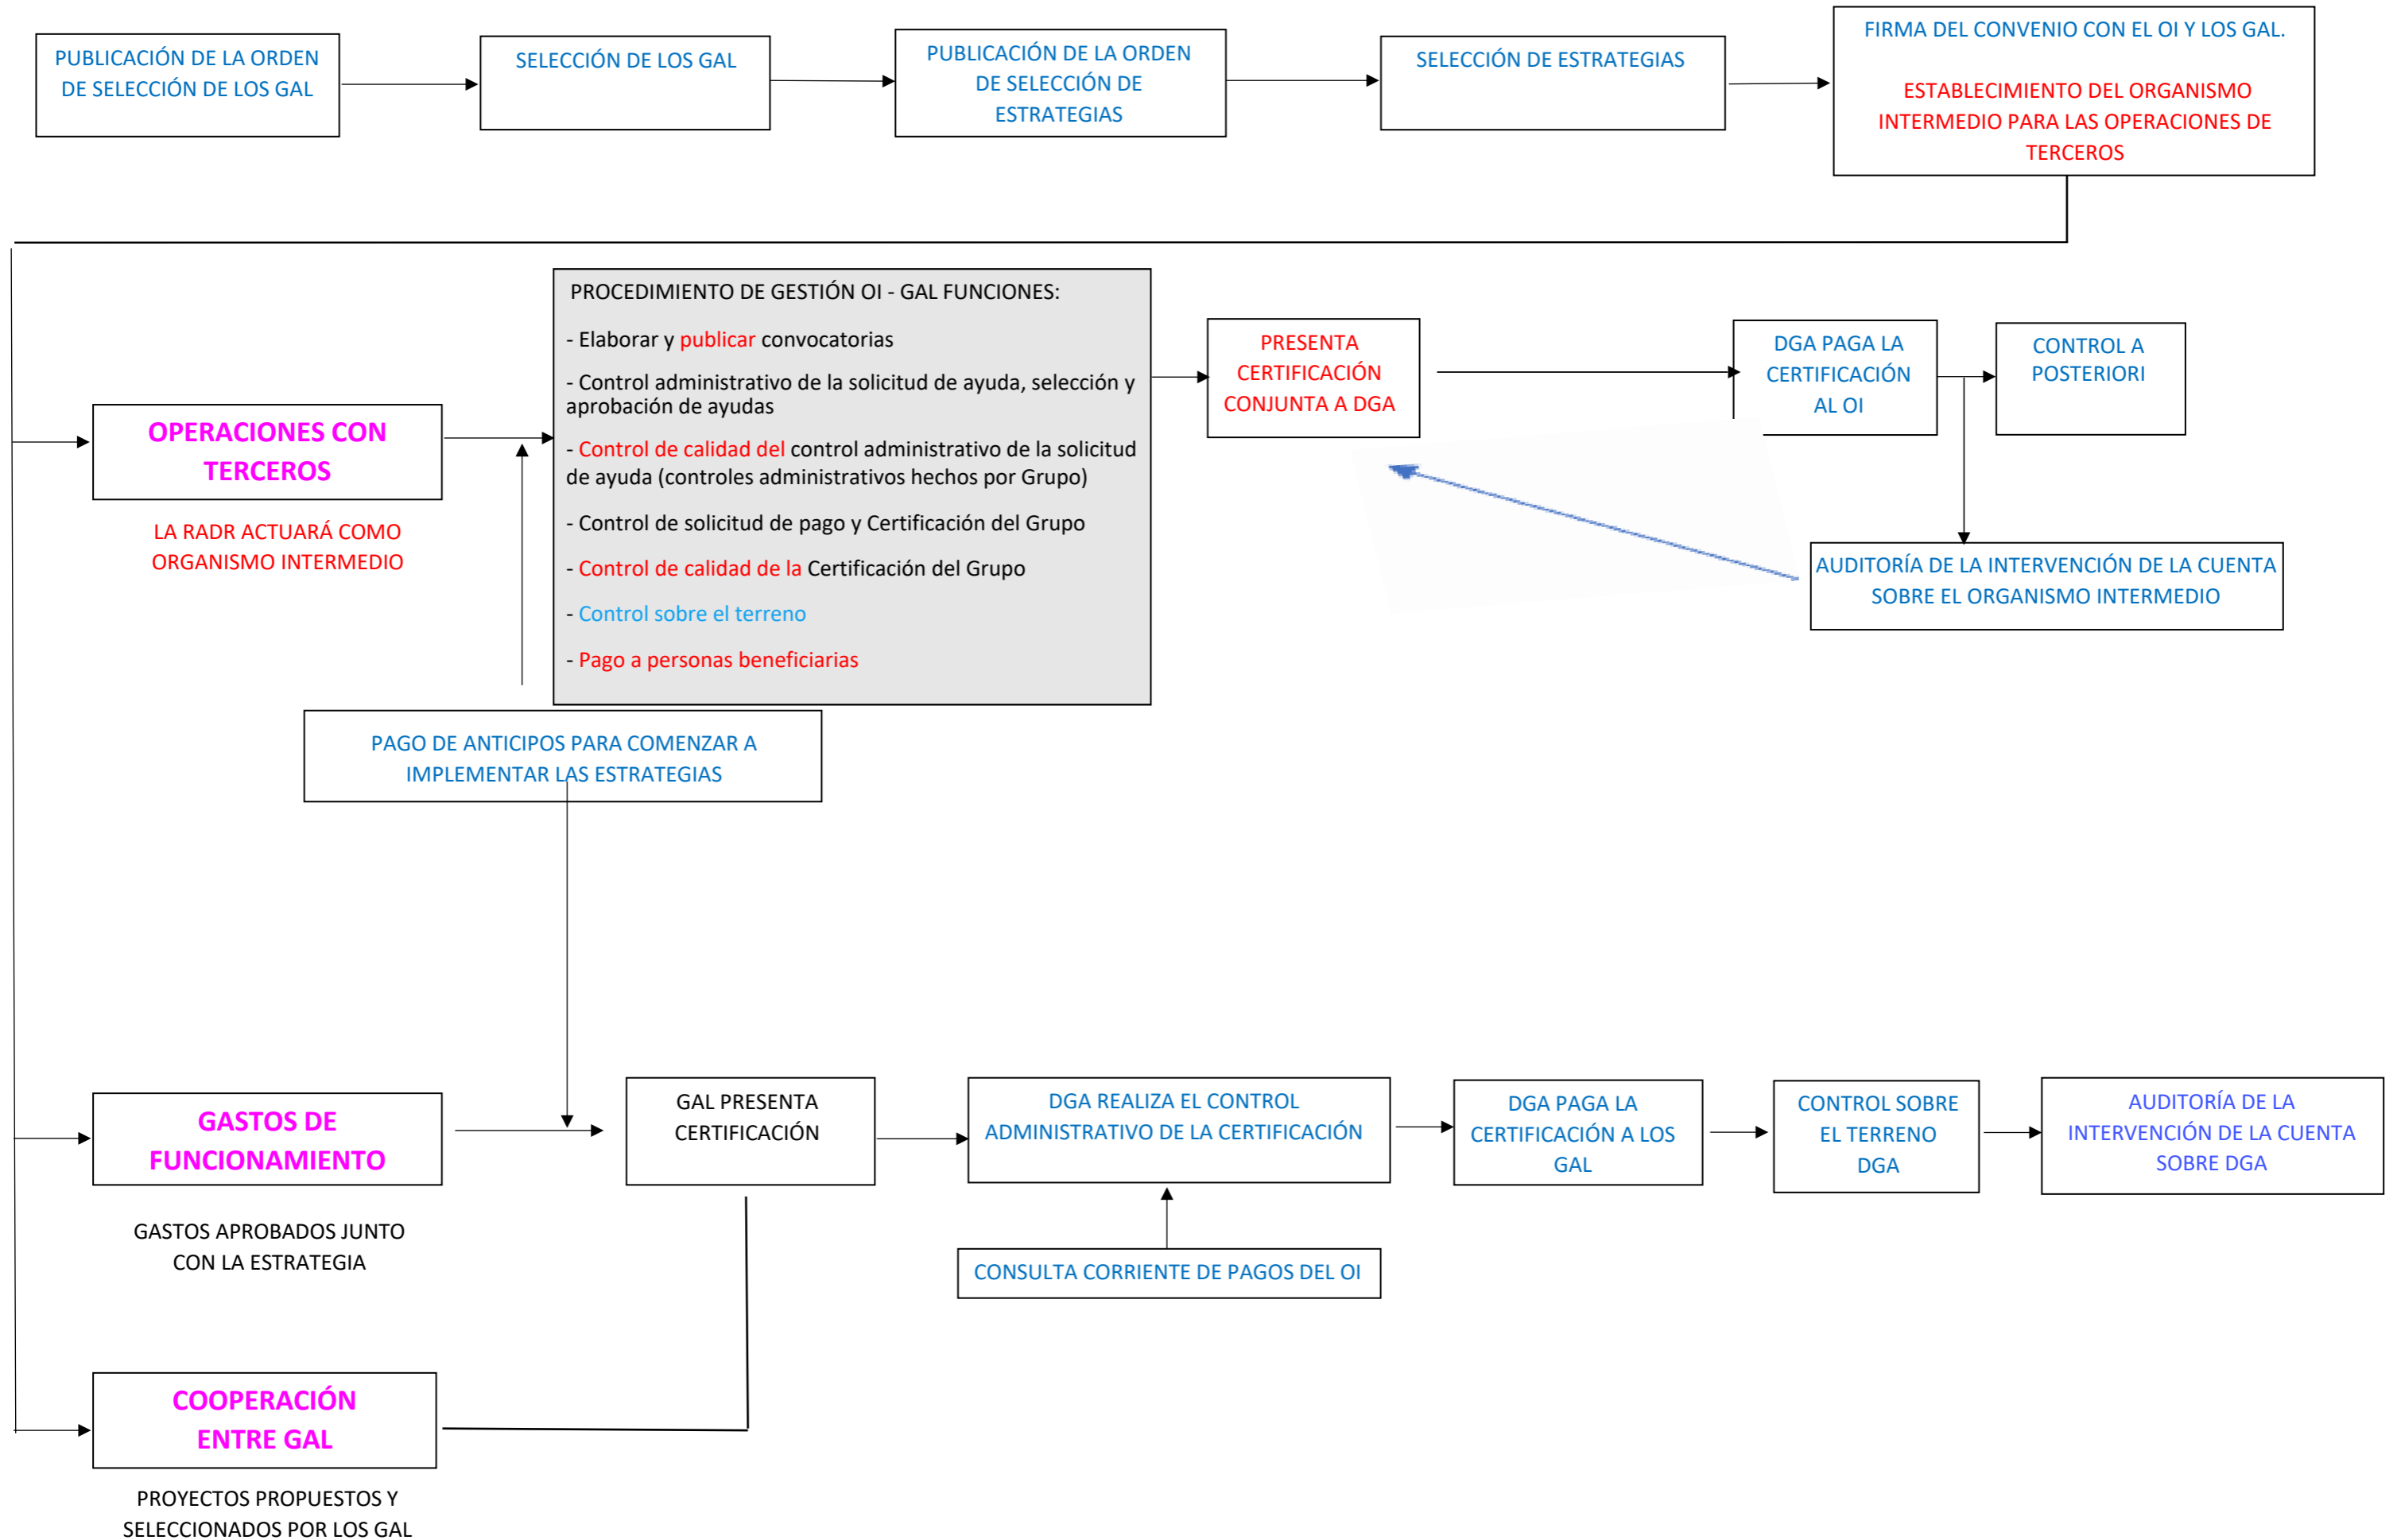 PUBLICACIÓN DE LA ORDEN
DE SELECCIÓN DE LOS GAL
SELECCIÓN DE LOS GAL
PUBLICACIÓN DE LA ORDEN
DE SELECCIÓN DE
ESTRATEGIAS
SELECCIÓN DE ESTRATEGIAS
FIRMA DEL CONVENIO CON EL OI Y LOS GAL.
ESTABLECIMIENTO DEL ORGANISMO
INTERMEDIO PARA LAS OPERACIONES DE
TERCEROS
OPERACIONES CON
TERCEROS
LA RADR ACTUARÁ COMO
ORGANISMO INTERMEDIO
PROCEDIMIENTO DE GESTIÓN OI - GAL FUNCIONES:
- Elaborar y publicar convocatorias
- Control administrativo de la solicitud de ayuda, selección y
aprobación de ayudas
- Control de calidad del control administrativo de la solicitud
de ayuda (controles administrativos hechos por Grupo)
- Control de solicitud de pago y Certificación del Grupo
- Control de calidad de la Certificación del Grupo
- Control sobre el terreno
- Pago a personas beneficiarias
PRESENTA
CERTIFICACIÓN
CONJUNTA A DGA
DGA PAGA LA
CERTIFICACIÓN
AL OI
CONTROL A
POSTERIORI
AUDITORÍA DE LA INTERVENCIÓN DE LA CUENTA
SOBRE EL ORGANISMO INTERMEDIO
PAGO DE ANTICIPOS PARA COMENZAR A
IMPLEMENTAR LAS ESTRATEGIAS
GASTOS DE
FUNCIONAMIENTO
GASTOS APROBADOS JUNTO
CON LA ESTRATEGIA
GAL PRESENTA
CERTIFICACIÓN
DGA REALIZA EL CONTROL
ADMINISTRATIVO DE LA CERTIFICACIÓN
CONSULTA CORRIENTE DE PAGOS DEL OI
DGA PAGA LA
CERTIFICACIÓN A LOS
GAL
CONTROL SOBRE
EL TERRENO
DGA
AUDITORÍA DE LA
INTERVENCIÓN DE LA CUENTA
SOBRE DGA
COOPERACIÓN
ENTRE GAL
PROYECTOS PROPUESTOS Y
SELECCIONADOS POR LOS GAL